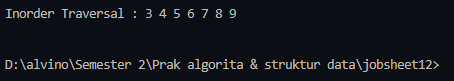 Inorder Traversal : 3 4 5 6 7 8 9
D:\alvino\Semester 2\Prak algorita & struktur data\jobsheet12>